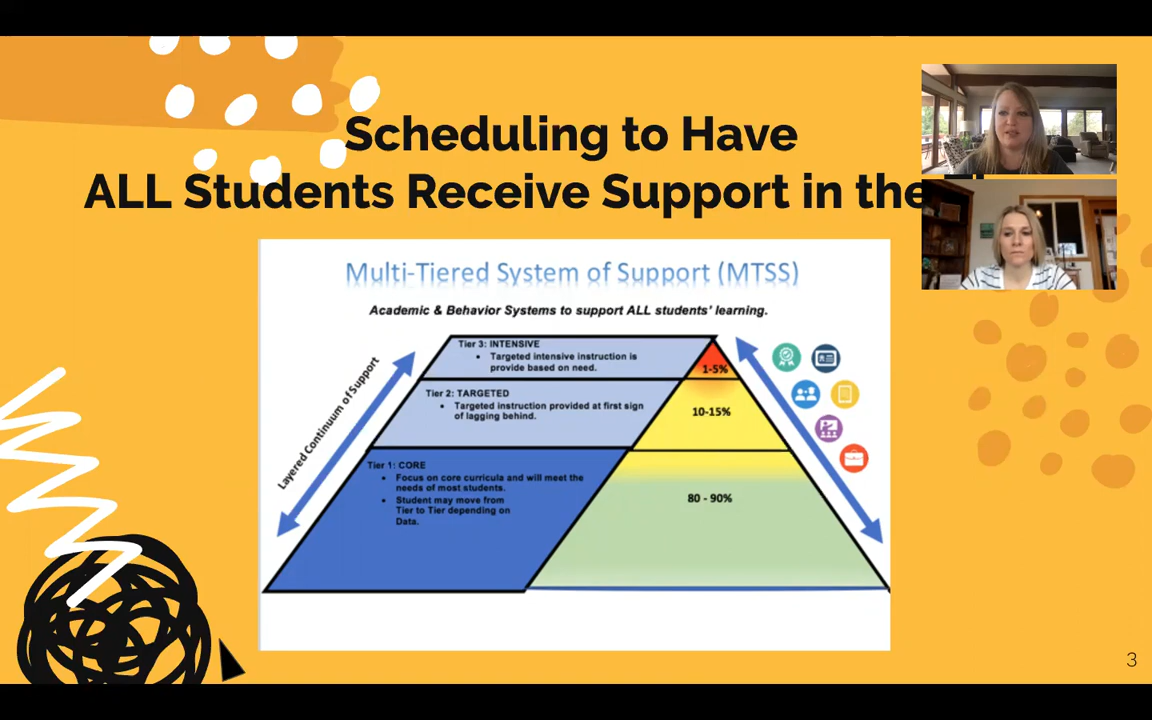 Scheduling to Have
ALL Students Receive Support in the
Multi-Tiered System of Support (MTSS)
Academic & Behavior Systems to support ALL students' learning.
Layered Continuum of Support
Tier 3: INTENSIVE
Targeted intensive instruction is
provide based on need.
1-5%
Tier 2: TARGETED
Targeted instruction provided at first sign
of lagging behind.
10-15%
Tier 1: CORE
Focus on core curricula and will meet the
needs of most students.
Student may move from
Tier to Tier depending on
Data.
80 - 90%
3